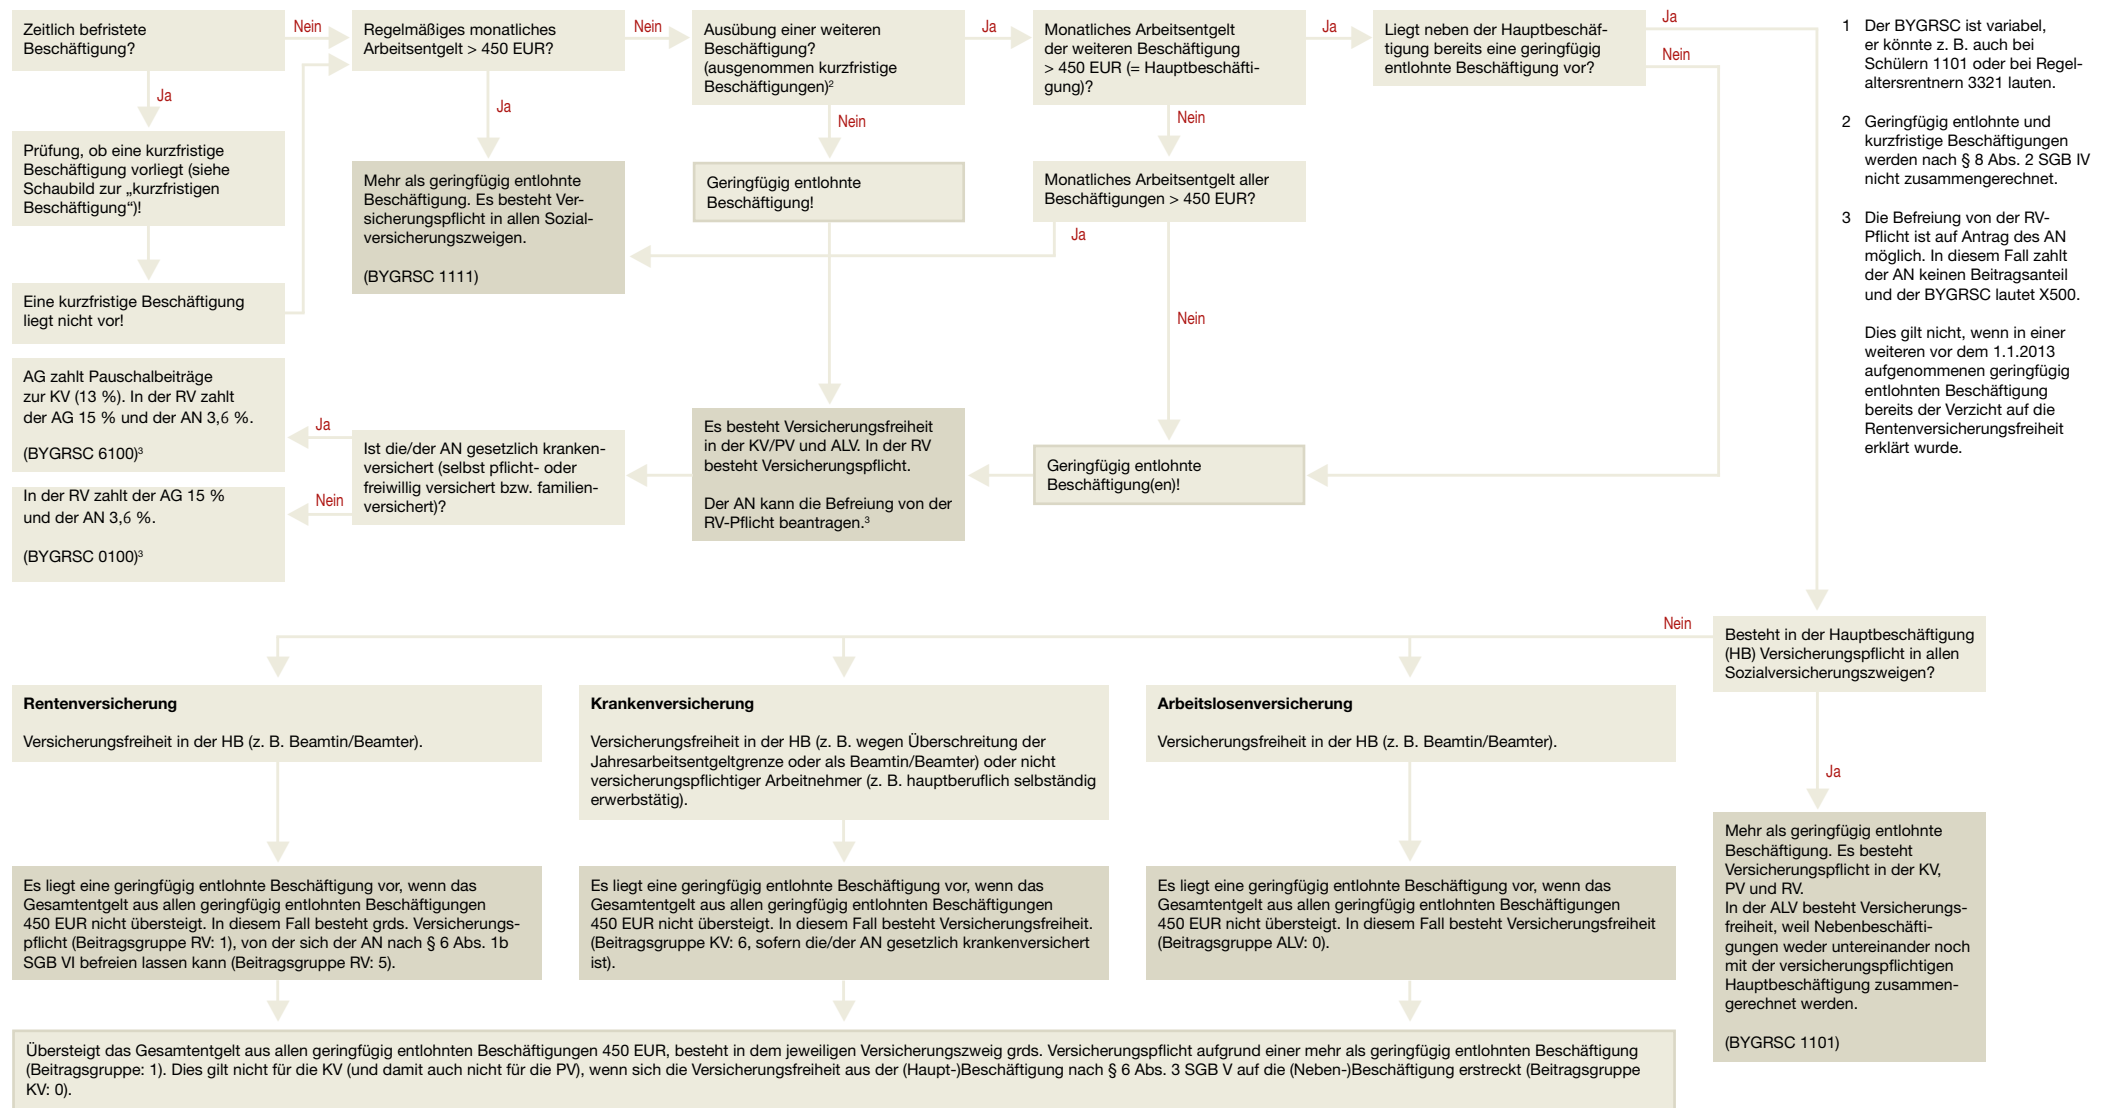 Zeitlich befristete
Beschäftigung?
Nein
Ja
Regelmäßiges monatliches
Arbeitsentgelt > 450 EUR?
Nein
Ja
Ausübung einer weiteren
Beschäftigung?
(ausgenommen kurzfristige
Beschäftigungen)²
Ja
Nein
Monatliches Arbeitsentgelt
der weiteren Beschäftigung
> 450 EUR (= Hauptbeschäfti-
gung)?
Ja
Nein
Liegt neben der Hauptbeschäf-
tigung bereits eine geringfügig
entlohnte Beschäftigung vor?
Ja
Nein
1 Der BYGRSC ist variabel,
er könnte z. B. auch bei
Schülern 1101 oder bei Regel-
altersrentnern 3321 lauten.
2 Geringfügig entlohnte und
kurzfristige Beschäftigungen
werden nach § 8 Abs. 2 SGB IV
nicht zusammengerechnet.
3 Die Befreiung von der RV-
Pflicht ist auf Antrag des AN
möglich. In diesem Fall zahlt
der AN keinen Beitragsanteil
und der BYGRSC lautet X500.
Dies gilt nicht, wenn in einer
weiteren vor dem 1.1.2013
aufgenommenen geringfügig
entlohnten Beschäftigung
bereits der Verzicht auf die
Rentenversicherungsfreiheit
erklärt wurde.
Prüfung, ob eine kurzfristige
Beschäftigung vorliegt (siehe
Schaubild zur „kurzfristigen
Beschäftigung“)!
Mehr als geringfügig entlohnte
Beschäftigung. Es besteht Ver-
sicherungspflicht in allen Sozial-
versicherungszweigen.
(BYGRSC 1111)
Geringfügig entlohnte
Beschäftigung!
Monatliches Arbeitsentgelt aller
Beschäftigungen > 450 EUR?
Ja
Nein
Eine kurzfristige Beschäftigung
liegt nicht vor!
AG zahlt Pauschalbeiträge
zur KV (13 %). In der RV zahlt
der AG 15 % und der AN 3,6 %.
(BYGRSC 6100)³
Ja
In der RV zahlt der AG 15 %
und der AN 3,6 %.
(BYGRSC 0100)³
Nein
Ist die/der AN gesetzlich kranken-
versichert (selbst pflicht- oder
freiwillig versichert bzw. familien-
versichert)?
Es besteht Versicherungsfreiheit
in der KV/PV und ALV. In der RV
besteht Versicherungspflicht.
Der AN kann die Befreiung von der
RV-Pflicht beantragen.³
Geringfügig entlohnte
Beschäftigung(en)!
Nein
Besteht in der Hauptbeschäftigung
(HB) Versicherungspflicht in allen
Sozialversicherungszweigen?
Ja
Rentenversicherung
Versicherungsfreiheit in der HB (z. B. Beamtin/Beamter).
Krankenversicherung
Versicherungsfreiheit in der HB (z. B. wegen Überschreitung der
Jahresarbeitsentgeltgrenze oder als Beamtin/Beamter) oder nicht
versicherungspflichtiger Arbeitnehmer (z. B. hauptberuflich selbständig
erwerbstätig).
Arbeitslosenversicherung
Versicherungsfreiheit in der HB (z. B. Beamtin/Beamter).
Es liegt eine geringfügig entlohnte Beschäftigung vor, wenn das
Gesamtentgelt aus allen geringfügig entlohnten Beschäftigungen
450 EUR nicht übersteigt. In diesem Fall besteht grds. Versicherungs-
pflicht (Beitragsgruppe RV: 1), von der sich der AN nach § 6 Abs. 1b
SGB VI befreien lassen kann (Beitragsgruppe RV: 5).
Es liegt eine geringfügig entlohnte Beschäftigung vor, wenn das
Gesamtentgelt aus allen geringfügig entlohnten Beschäftigungen
450 EUR nicht übersteigt. In diesem Fall besteht Versicherungsfreiheit.
(Beitragsgruppe KV: 6, sofern die/der AN gesetzlich krankenversichert
ist).
Es liegt eine geringfügig entlohnte Beschäftigung vor, wenn das
Gesamtentgelt aus allen geringfügig entlohnten Beschäftigungen
450 EUR nicht übersteigt. In diesem Fall besteht Versicherungsfreiheit
(Beitragsgruppe ALV: 0).
Mehr als geringfügig entlohnte
Beschäftigung. Es besteht
Versicherungspflicht in der KV,
PV und RV.
In der ALV besteht Versicherungs-
freiheit, weil Nebenbeschäfti-
gungen weder untereinander noch
mit der versicherungspflichtigen
Hauptbeschäftigung zusammen-
gerechnet werden.
(BYGRSC 1101)
Übersteigt das Gesamtentgelt aus allen geringfügig entlohnten Beschäftigungen 450 EUR, besteht in dem jeweiligen Versicherungszweig grds. Versicherungspflicht aufgrund einer mehr als geringfügig entlohnten Beschäftigung
(Beitragsgruppe: 1). Dies gilt nicht für die KV (und damit auch nicht für die PV), wenn sich die Versicherungsfreiheit aus der (Haupt-)Beschäftigung nach § 6 Abs. 3 SGB V auf die (Neben-)Beschäftigung erstreckt (Beitragsgruppe
KV: 0).